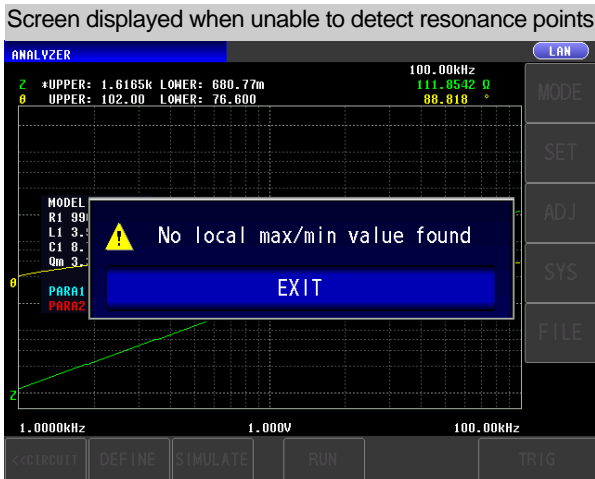 Screen displayed when unable to detect resonance points
ANALYZER
LAN
100.00kHz
Z *UPPER: 1.6165k LOWER: 680.77m 111.8542 Ω
θ UPPER: 102.00 LOWER: 76.600 88.818 °
MODE
SET
ADJ
SYS
FILE
MODEL
R1
L1 3.
C1 8.
Qm 3.
PARA1
PARA2
No local max/min value found
EXIT
θ
Z
1.0000kHz 1.000V 100.00kHz
<<CIRCUIT DEFINE SIMULATE RUN TRIG